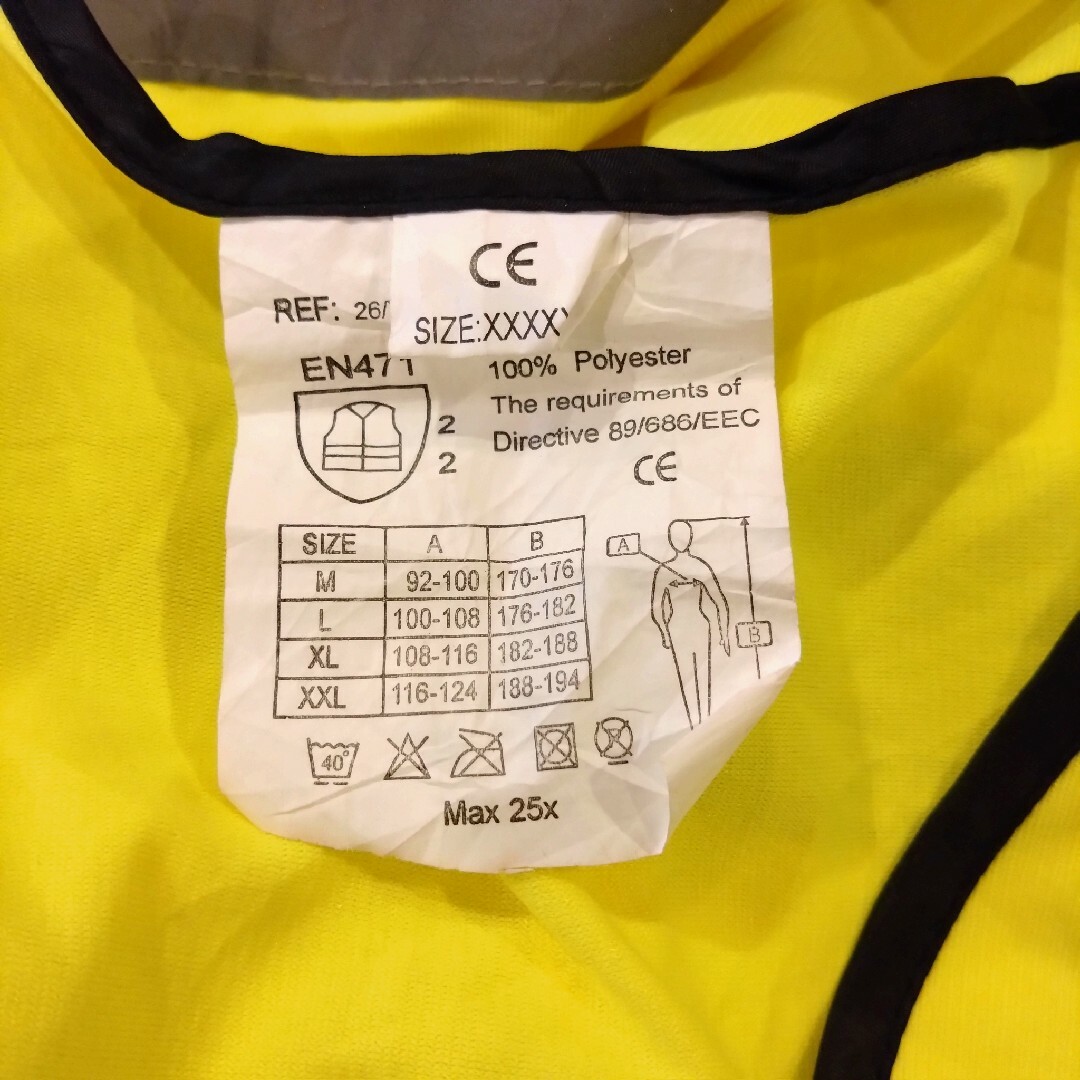 CE
REF: 26/
SIZE:XXXX
EN471
2
2
100% Polyester
The requirements of
Directive 89/686/EEC
CE
SIZE A B
M 92-100 170-176
L 100-108 176-182
XL 108-116 182-188
XXL 116-124 188-194
A
B
40°
Max 25x